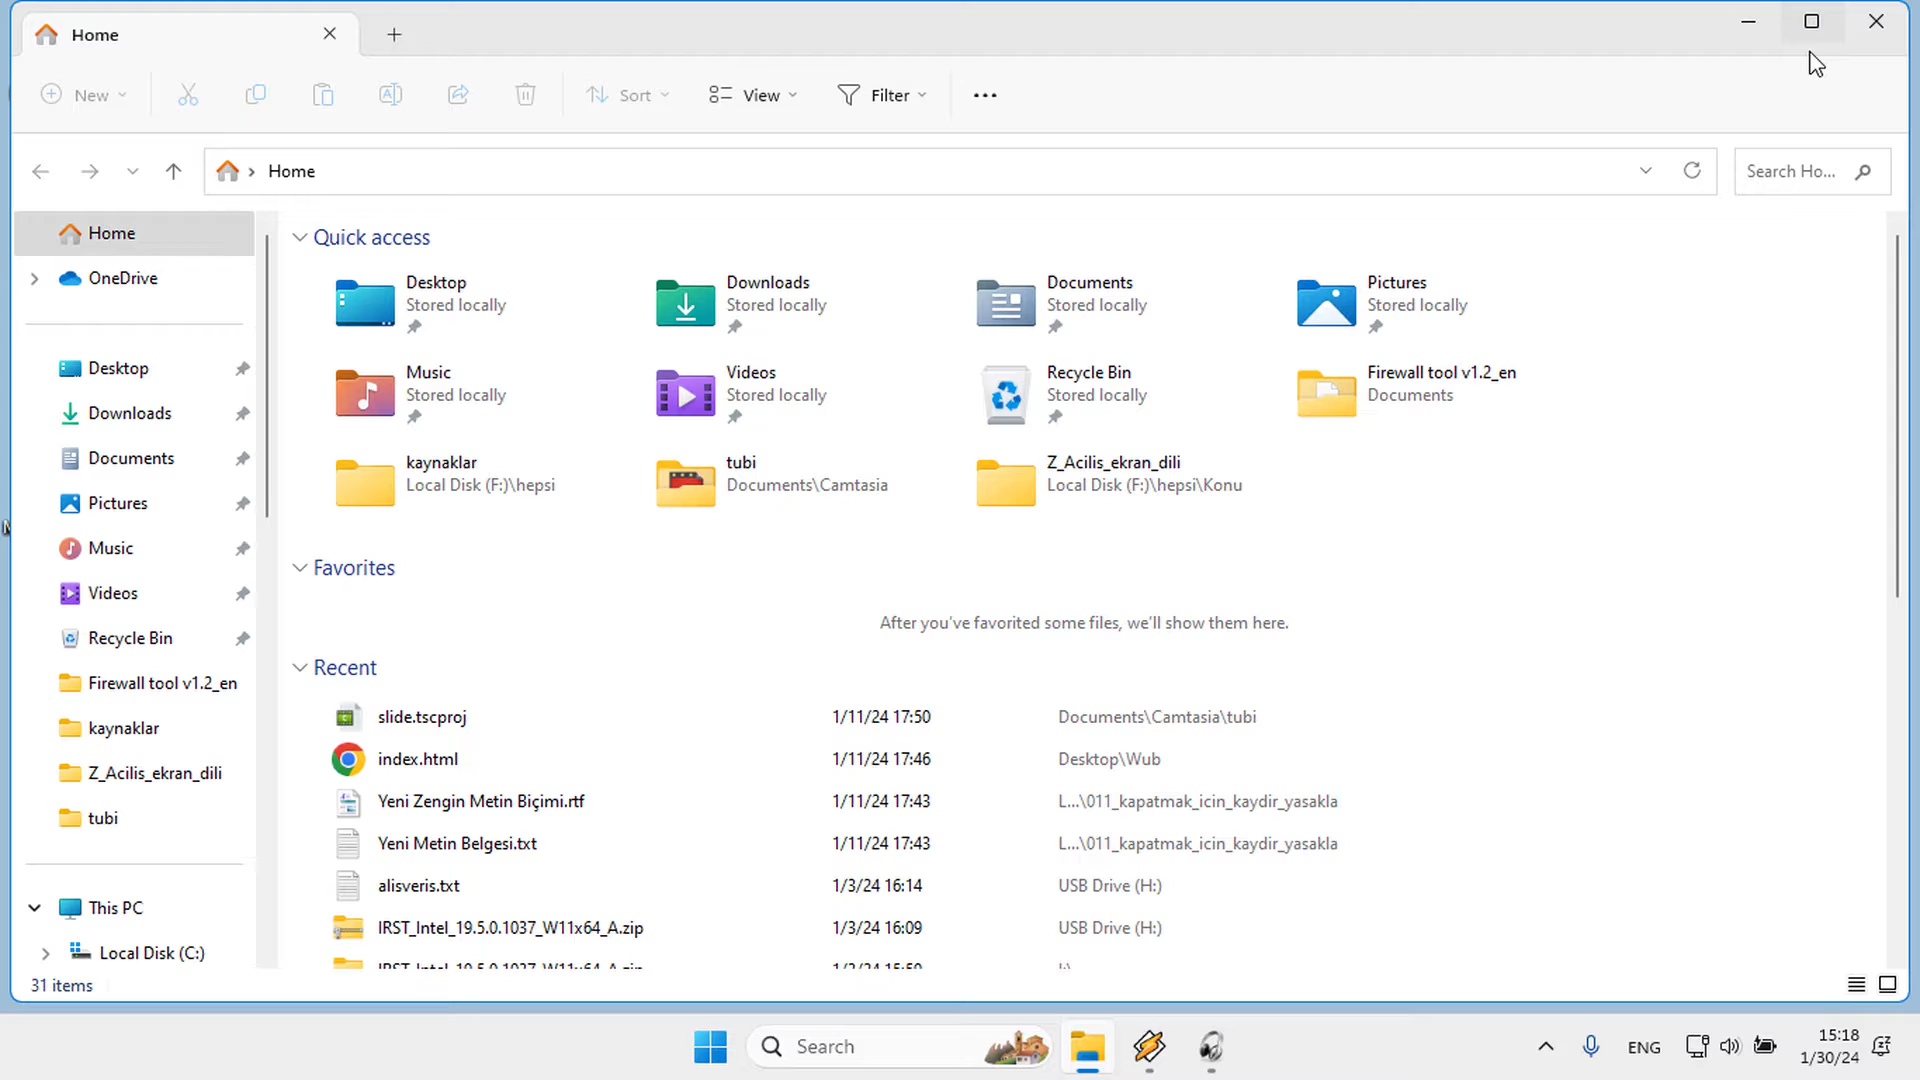 Home
New
Sort
View
Filter
Home
Search Ho...
Home
OneDrive
Desktop
Downloads
Documents
Pictures
Music
Videos
Recycle Bin
Firewall tool v1.2_en
kaynaklar
Z_Acilis_ekran_dili
tubi
This PC
Local Disk (C:)
31 items
Quick access
Desktop
Stored locally
Downloads
Stored locally
Documents
Stored locally
Pictures
Stored locally
Music
Stored locally
Videos
Stored locally
Recycle Bin
Stored locally
Firewall tool v1.2_en
Documents
kaynaklar
Local Disk (F:)\hepsi
tubi
Documents\Camtasia
Z_Acilis_ekran_dili
Local Disk (F:)\hepsi\Konu
Favorites
After you've favorited some files, we'll show them here.
Recent
slide.tscproj 1/11/24 17:50 Documents\Camtasia\tubi
index.html 1/11/24 17:46 Desktop\Wub
Yeni Zengin Metin Biçimi.rtf 1/11/24 17:43 L...\011_kapatmak_icin_kaydir_yasakla
Yeni Metin Belgesi.txt 1/11/24 17:43 L...\011_kapatmak_icin_kaydir_yasakla
alisveris.txt 1/3/24 16:14 USB Drive (H:)
IRST_Intel_19.5.0.1037_W11x64_A.zip 1/3/24 16:09 USB Drive (H:)
Search
ENG
15:18
1/30/24